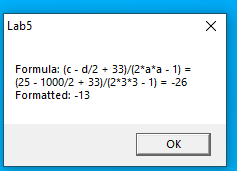 Lab5
Formula: (c - d/2 + 33)/(2*a*a - 1) =
(25 - 1000/2 + 33)/(2*3*3 - 1) = -26
Formatted: -13
OK